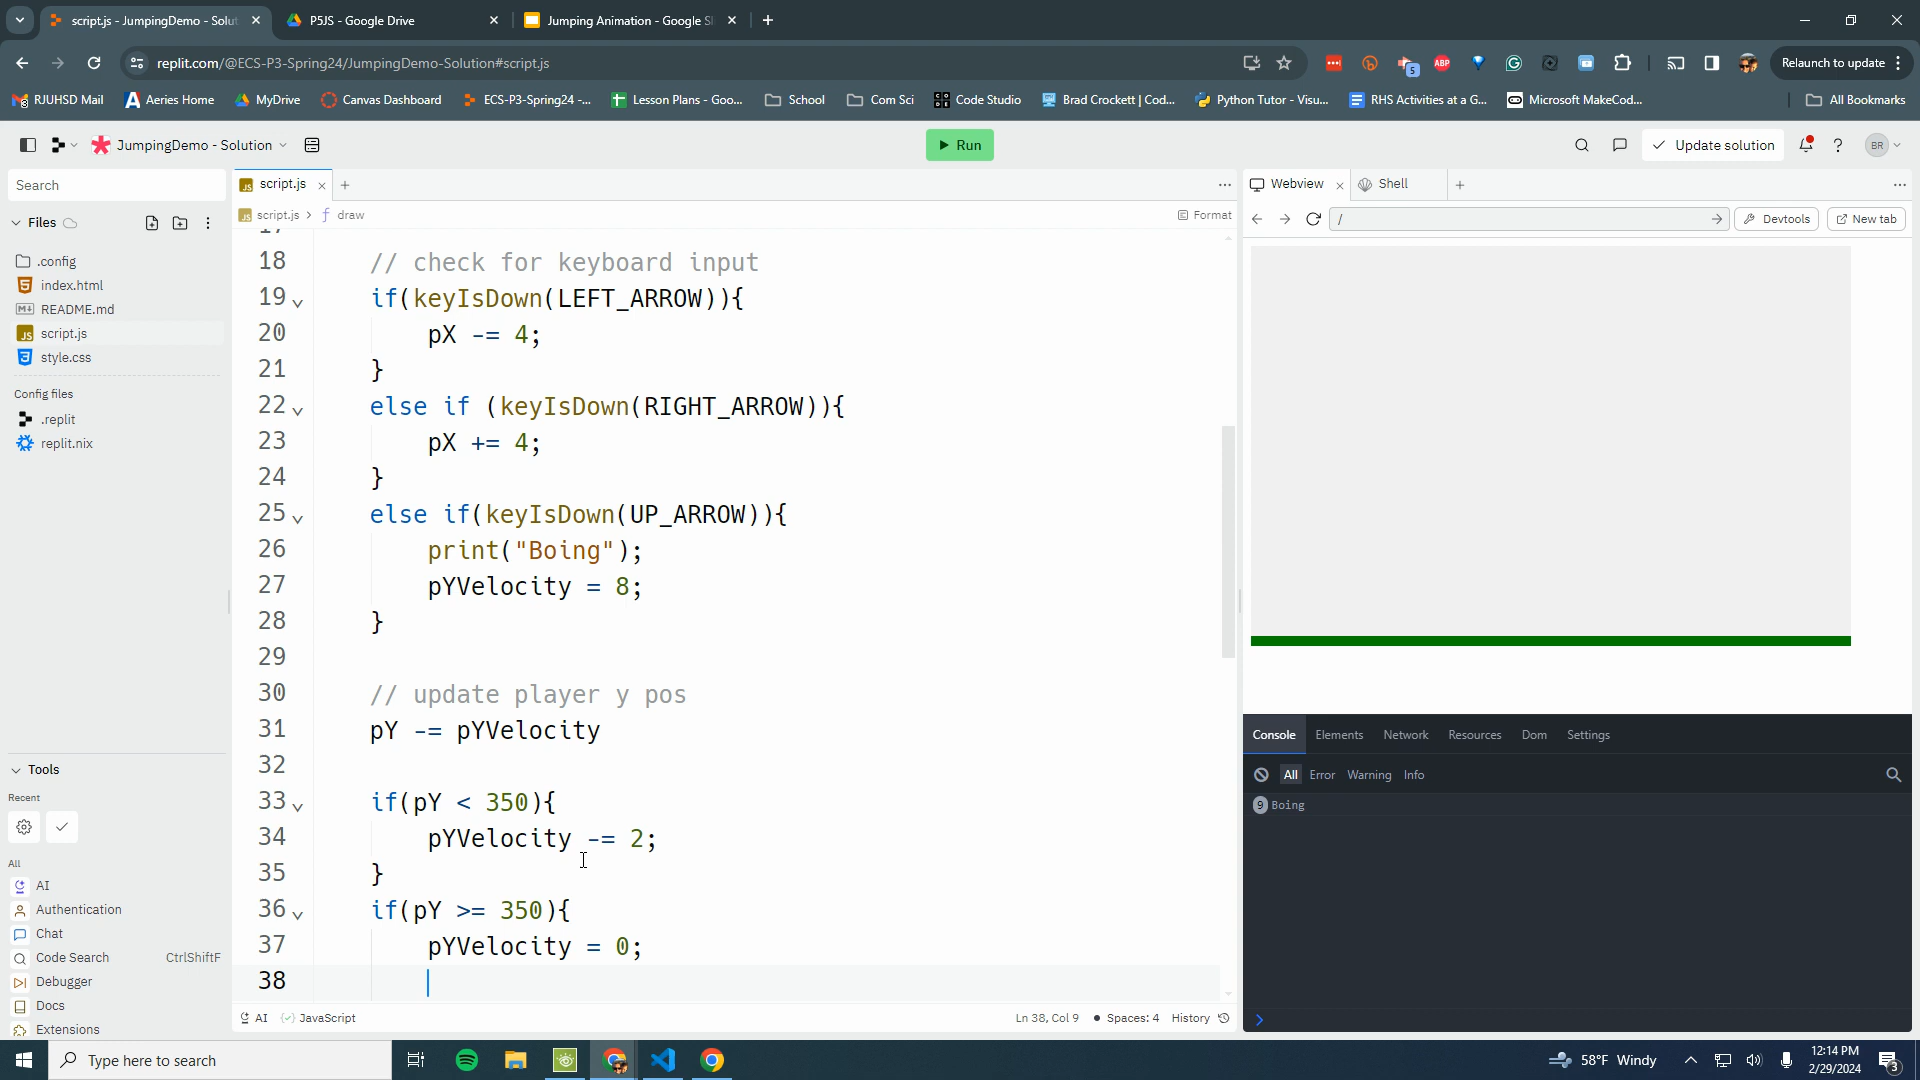 script.js - JumpingDemo - Solut
P5JS - Google Drive
Jumping Animation - Google Sl
replit.com/@ECS-P3-Spring24/JumpingDemo-Solution#script.js
5
ABP
Relaunch to update
RJUHSD Mail
Aeries Home
MyDrive
Canvas Dashboard
ECS-P3-Spring24 -...
Lesson Plans - Goo...
School
Com Sci
Code Studio
Brad Crockett | Cod...
Python Tutor - Visu...
RHS Activities at a G...
Microsoft MakeCod...
All Bookmarks
JumpingDemo - Solution
Run
Update solution
BR
Search
Files
.config
index.html
README.md
script.js
style.css
Config files
.replit
replit.nix
Tools
Recent
All
AI
Authentication
Chat
Code Search CtrlShiftF
Debugger
Docs
Extensions
script.js
script.js > draw
Format
17
18 // check for keyboard input
19 if(keyIsDown(LEFT_ARROW)){
20 pX -= 4;
21 }
22 else if (keyIsDown(RIGHT_ARROW)){
23 pX += 4;
24 }
25 else if(keyIsDown(UP_ARROW)){
26 print("Boing");
27 pYVelocity = 8;
28 }
29
30 // update player y pos
31 pY -= pYVelocity
32
33 if(pY < 350){
34 pYVelocity -= 2;
35 }
36 if(pY >= 350){
37 pYVelocity = 0;
38
AI JavaScript
Ln 38, Col 9 Spaces: 4 History
Webview
Shell
/
Devtools
New tab
Console Elements Network Resources Dom Settings
All Error Warning Info
9 Boing
Type here to search
58°F Windy
12:14 PM
2/29/2024
3